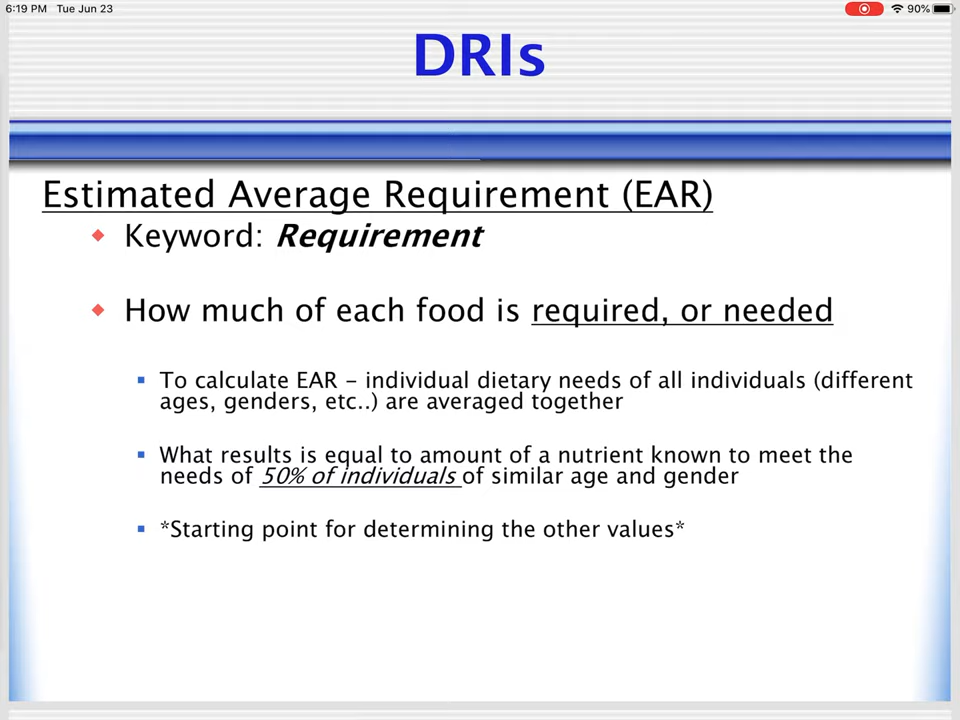 6:19 PM Tue Jun 23 90%
DRIs
Estimated Average Requirement (EAR)
Keyword: Requirement
How much of each food is required, or needed
To calculate EAR – individual dietary needs of all individuals (different
ages, genders, etc..) are averaged together
What results is equal to amount of a nutrient known to meet the
needs of 50% of individuals of similar age and gender
*Starting point for determining the other values*